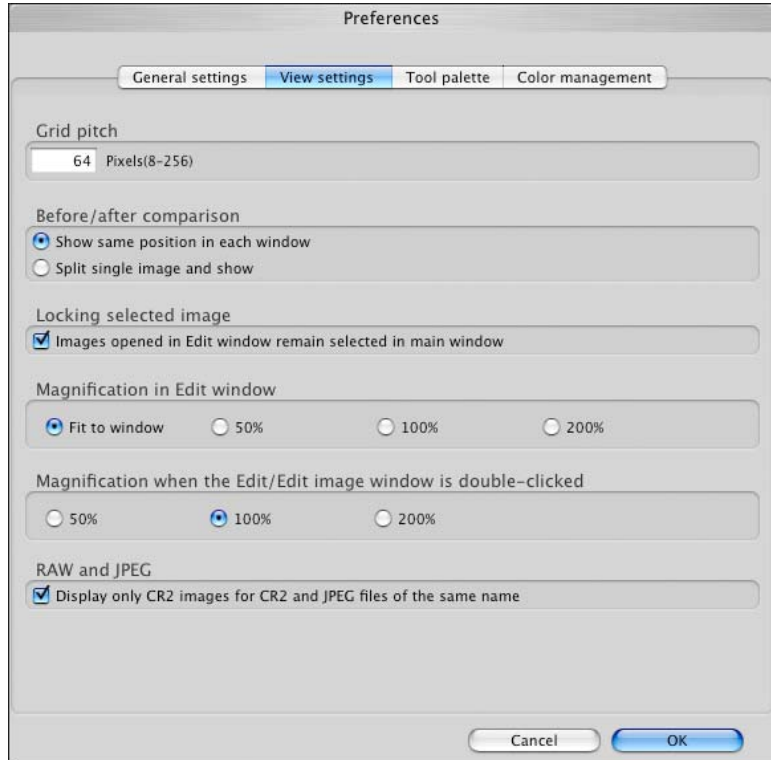 Preferences
General settings View settings Tool palette Color management
Grid pitch
64 Pixels(8-256)
Before/after comparison
Show same position in each window
Split single image and show
Locking selected image
Images opened in Edit window remain selected in main window
Magnification in Edit window
Fit to window 50% 100% 200%
Magnification when the Edit/Edit image window is double-clicked
50% 100% 200%
RAW and JPEG
Display only CR2 images for CR2 and JPEG files of the same name
Cancel OK